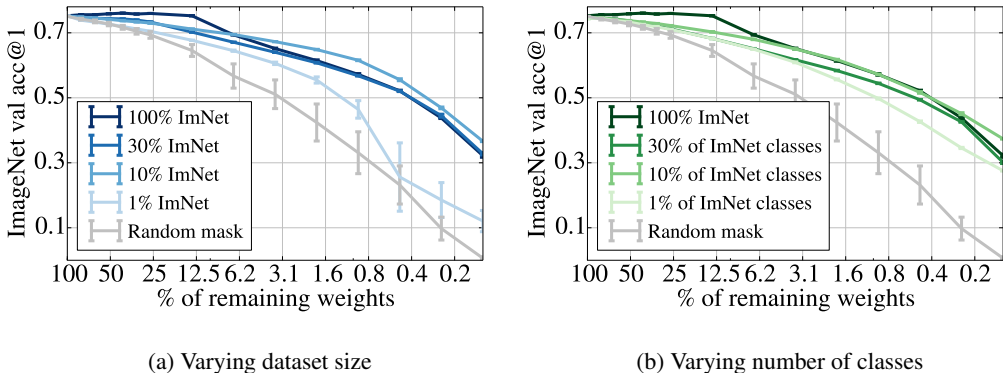 ImageNet val acc@1
0.7
0.5
0.3
0.1
100% ImNet
30% ImNet
10% ImNet
1% ImNet
Random mask
100 50 25 12.5 6.2 3.1 1.6 0.8 0.4 0.2
% of remaining weights
(a) Varying dataset size
ImageNet val acc@1
0.7
0.5
0.3
0.1
100% ImNet
30% of ImNet classes
10% of ImNet classes
1% of ImNet classes
Random mask
100 50 25 12.5 6.2 3.1 1.6 0.8 0.4 0.2
% of remaining weights
(b) Varying number of classes